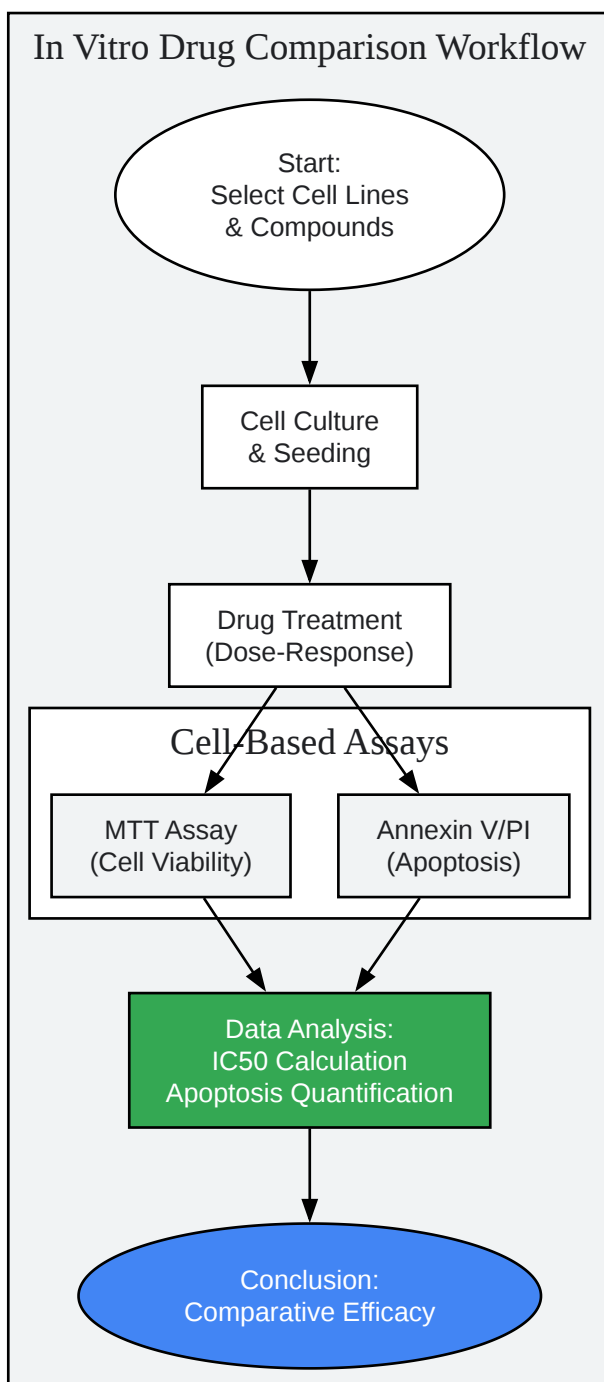 In Vitro Drug Comparison Workflow
Start:
Select Cell Lines
& Compounds
Cell Culture
& Seeding
Drug Treatment
(Dose-Response)
Cell-Based Assays
MTT Assay
(Cell Viability)
Annexin V/PI
(Apoptosis)
Data Analysis:
IC50 Calculation
Apoptosis Quantification
Conclusion:
Comparative Efficacy